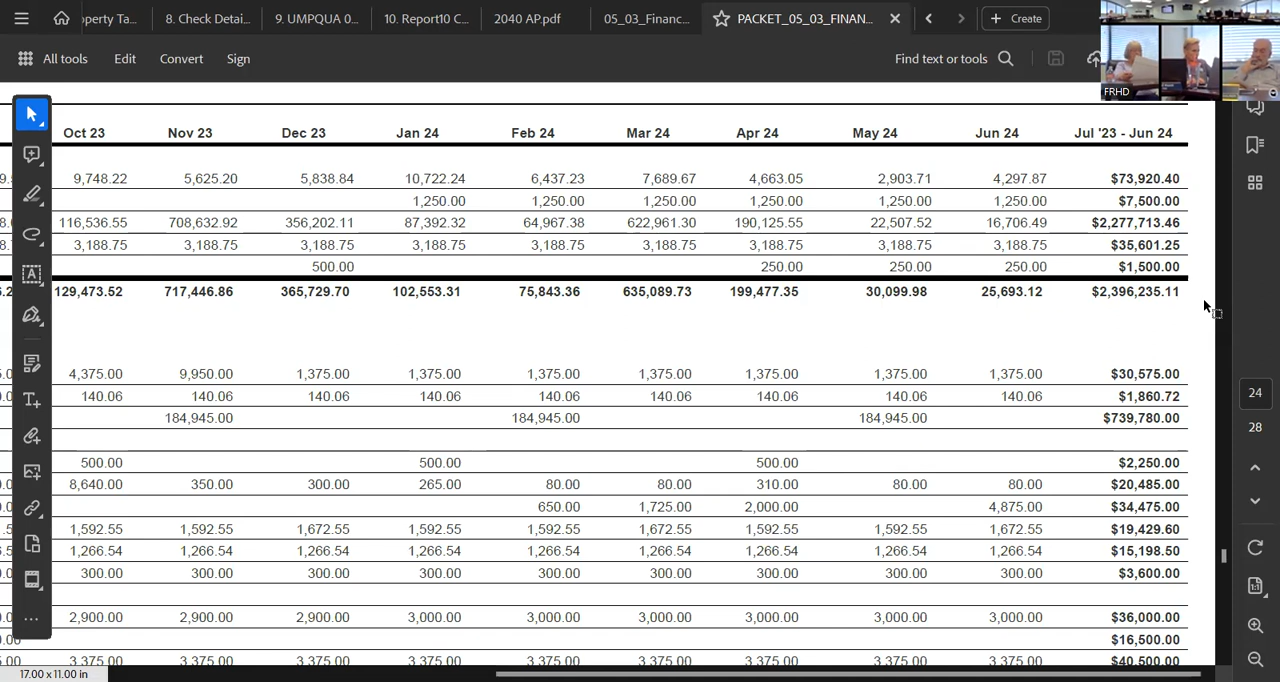 operty Ta...
8. Check Detai...
9. UMPQUA 0...
10. Report10 C...
2040 AP.pdf
05_03_Financ...
PACKET_05_03_FINAN...
Create
All tools
Edit
Convert
Sign
Find text or tools
FRHD
Oct 23 Nov 23 Dec 23 Jan 24 Feb 24 Mar 24 Apr 24 May 24 Jun 24 Jul '23 - Jun 24
9,748.22 5,625.20 5,838.84 10,722.24 6,437.23 7,689.67 4,663.05 2,903.71 4,297.87 $73,920.40
1,250.00 1,250.00 1,250.00 1,250.00 1,250.00 1,250.00 $7,500.00
116,536.55 708,632.92 356,202.11 87,392.32 64,967.38 622,961.30 190,125.55 22,507.52 16,706.49 $2,277,713.46
3,188.75 3,188.75 3,188.75 3,188.75 3,188.75 3,188.75 3,188.75 3,188.75 3,188.75 $35,601.25
500.00 250.00 250.00 250.00 $1,500.00
129,473.52 717,446.86 365,729.70 102,553.31 75,843.36 635,089.73 199,477.35 30,099.98 25,693.12 $2,396,235.11
4,375.00 9,950.00 1,375.00 1,375.00 1,375.00 1,375.00 1,375.00 1,375.00 1,375.00 $30,575.00
140.06 140.06 140.06 140.06 140.06 140.06 140.06 140.06 140.06 $1,860.72
184,945.00 184,945.00 184,945.00 $739,780.00
500.00 500.00 500.00 $2,250.00
8,640.00 350.00 300.00 265.00 80.00 80.00 310.00 80.00 80.00 $20,485.00
650.00 1,725.00 2,000.00 4,875.00 $34,475.00
1,592.55 1,592.55 1,672.55 1,592.55 1,592.55 1,672.55 1,592.55 1,592.55 1,672.55 $19,429.60
1,266.54 1,266.54 1,266.54 1,266.54 1,266.54 1,266.54 1,266.54 1,266.54 1,266.54 $15,198.50
300.00 300.00 300.00 300.00 300.00 300.00 300.00 300.00 300.00 $3,600.00
2,900.00 2,900.00 2,900.00 3,000.00 3,000.00 3,000.00 3,000.00 3,000.00 3,000.00 $36,000.00
$16,500.00
3,375.00 3,375.00 3,375.00 3,375.00 3,375.00 3,375.00 3,375.00 3,375.00 3,375.00 $40,500.00
24
28
17.00 x 11.00 in